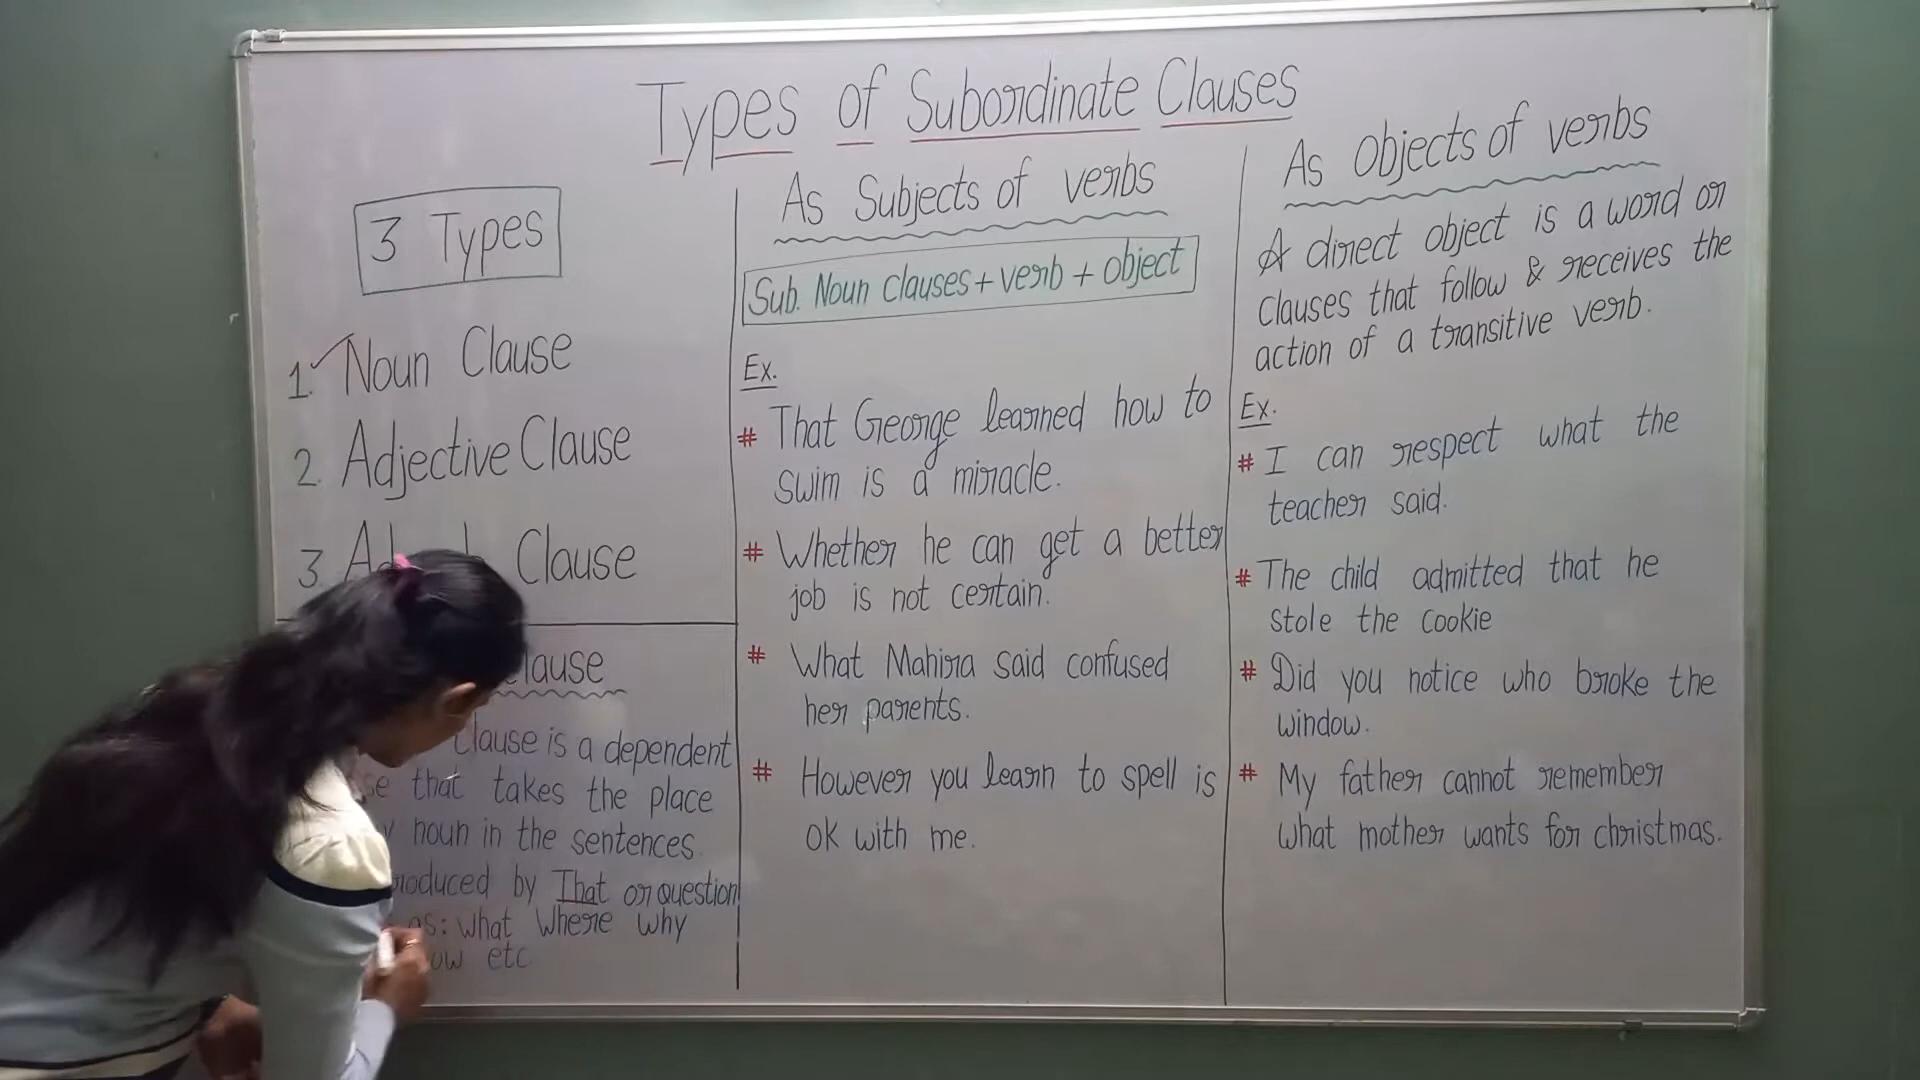 Types of Subordinate Clauses
3 Types
1. Noun Clause
2. Adjective Clause
3. Clause
Clause is a dependent
that takes the place
noun in the sentences.
by That or question
as: what where why
etc
As Subjects of verbs
Sub. Noun clauses + verb + object
Ex.
# That George learned how to
swim is a miracle.
# Whether he can get a better
job is not certain.
# What Mahira said confused
her parents.
# However you learn to spell is
ok with me.
As Objects of verbs
A direct object is a word or
clauses that follow & receives the
action of a transitive verb.
Ex.
# I can respect what the
teacher said.
# The child admitted that he
stole the cookie
# Did you notice who broke the
window.
# My father cannot remember
what mother wants for christmas.